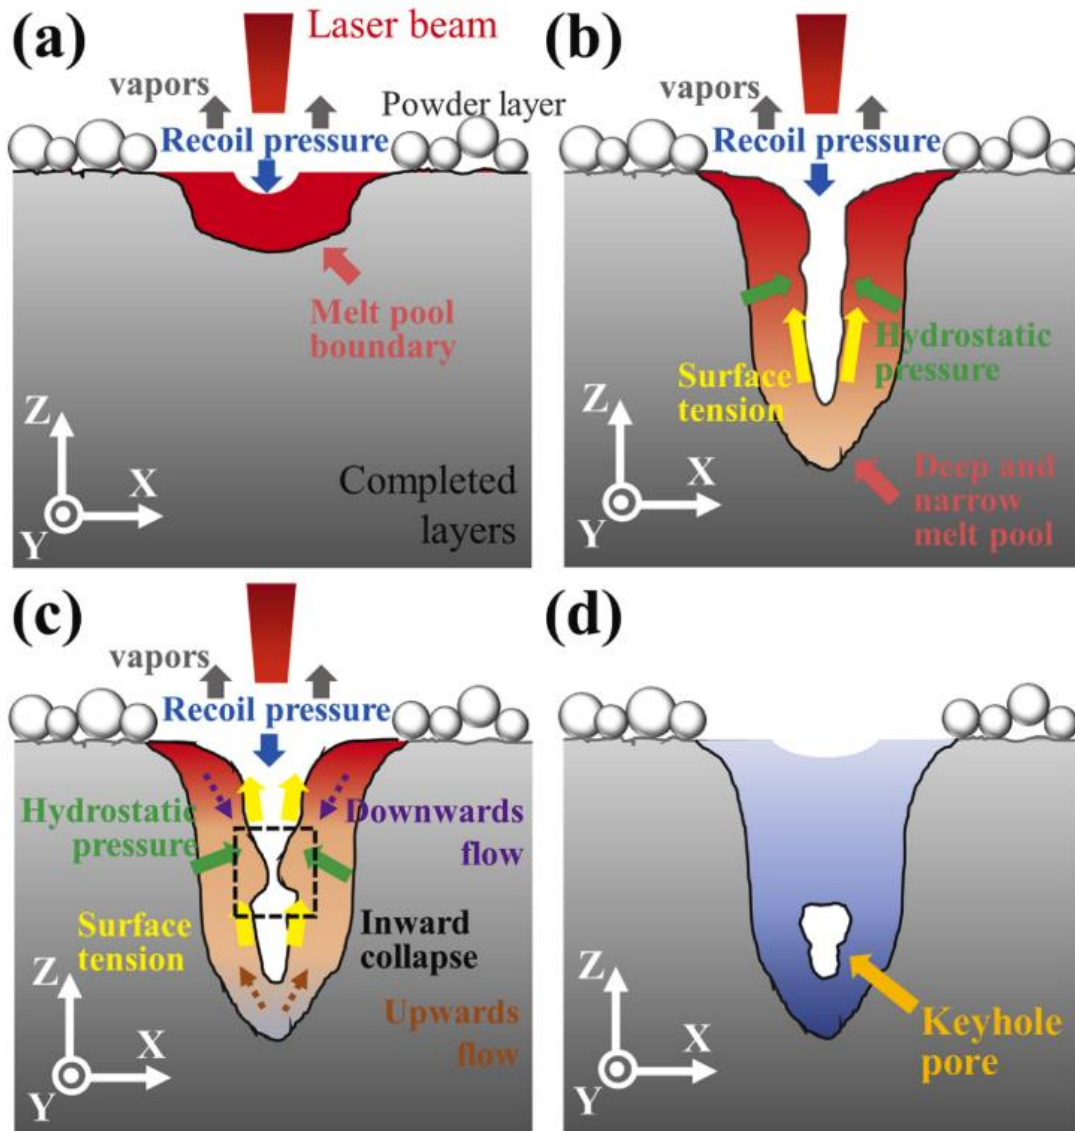 (a)
Laser beam
vapors
Powder layer
Recoil pressure
Melt pool
boundary
Z
X
Y
Completed
layers
(b)
vapors
Recoil pressure
Hydrostatic
pressure
Surface
tension
Deep and
narrow
melt pool
Z
X
Y
(c)
vapors
Recoil pressure
Hydrostatic
pressure
Downwards
flow
Surface
tension
Inward
collapse
Upwards
flow
Z
X
Y
(d)
Keyhole
pore
Z
X
Y